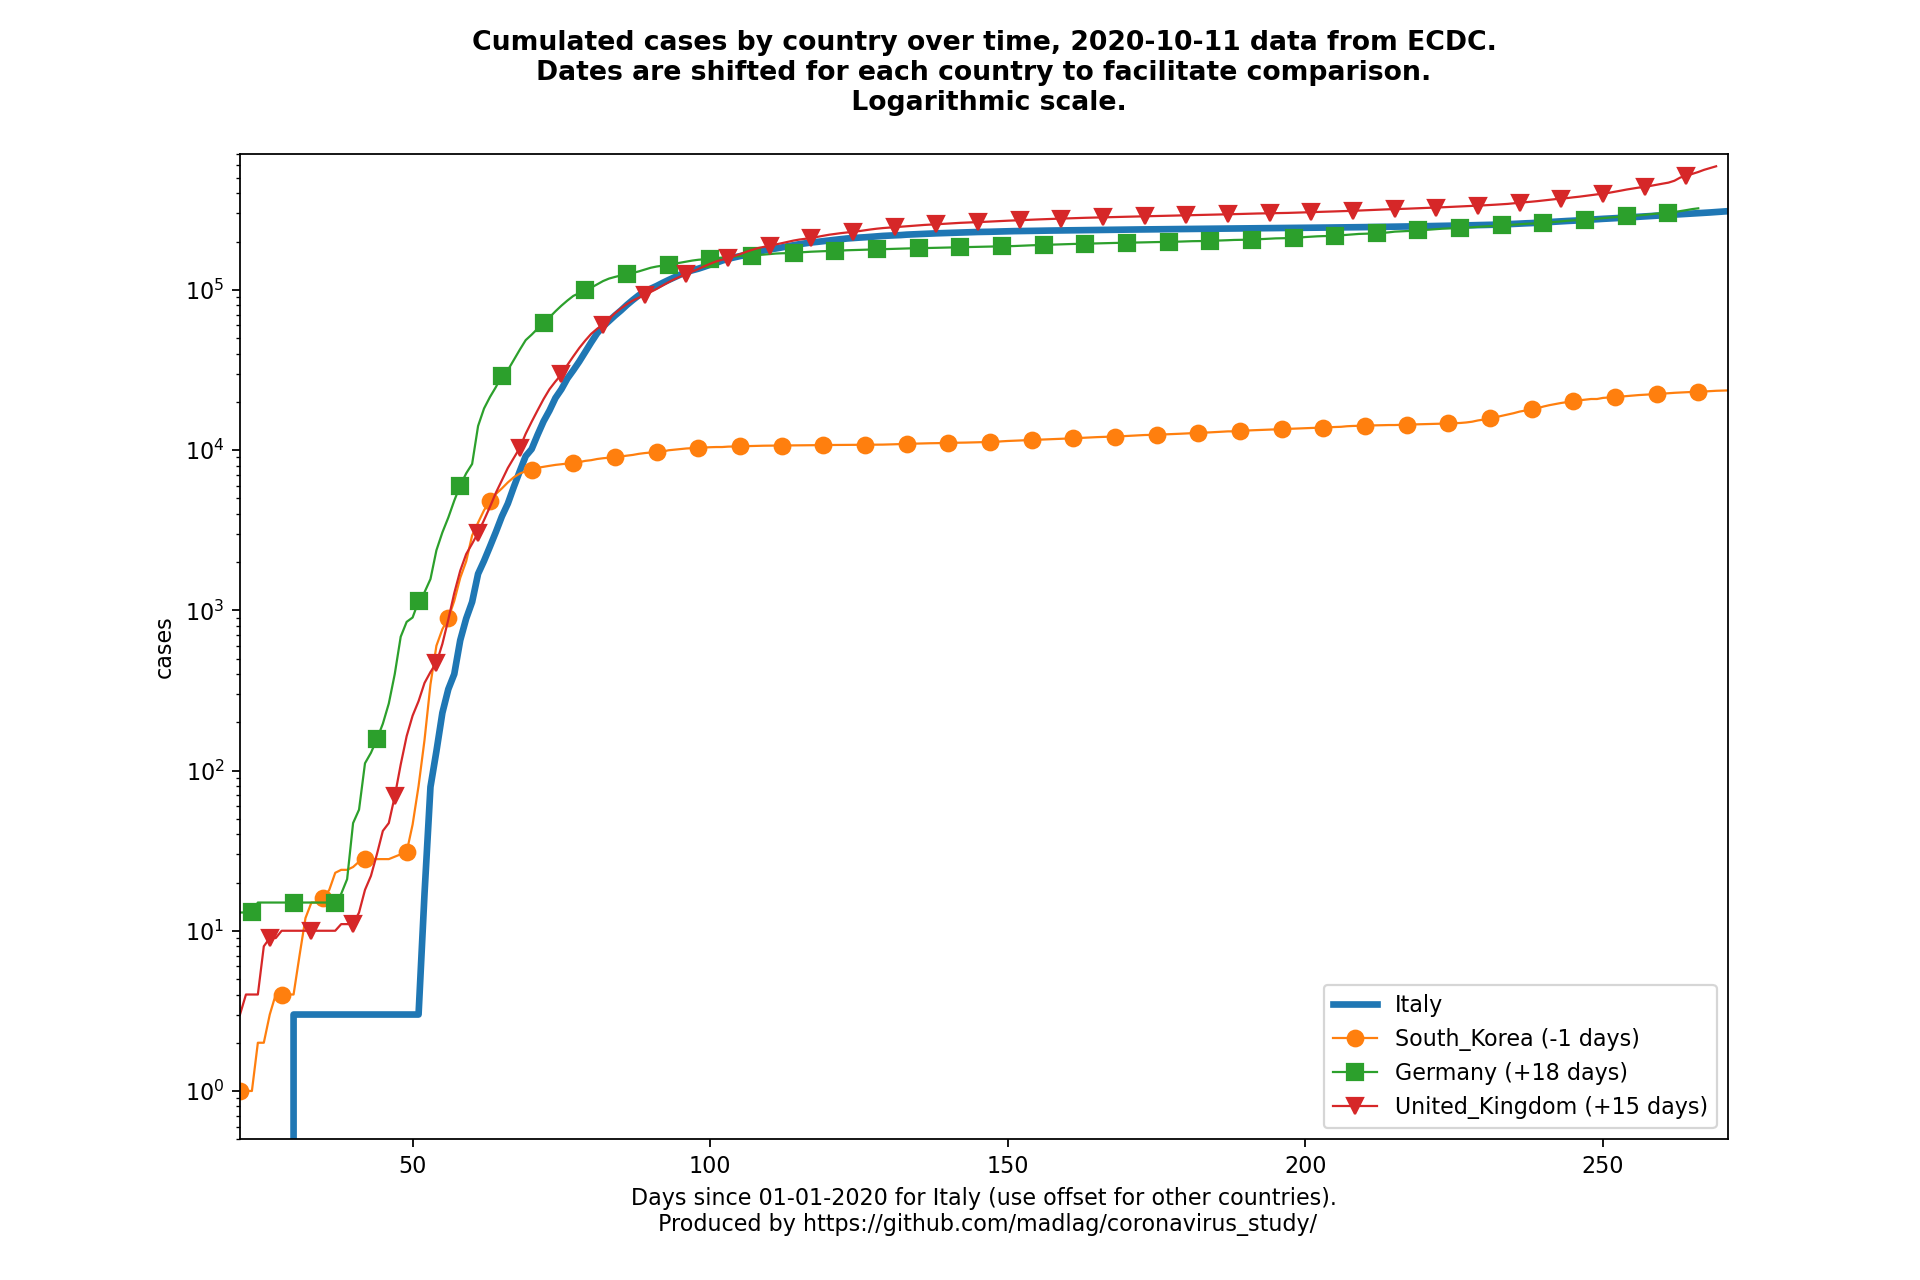 Cumulated cases by country over time, 2020-10-11 data from ECDC.
Dates are shifted for each country to facilitate comparison.
Logarithmic scale.
cases
10^5
10^4
10^3
10^2
10^1
10^0
50 100 150 200 250
Italy
South_Korea (-1 days)
Germany (+18 days)
United_Kingdom (+15 days)
Days since 01-01-2020 for Italy (use offset for other countries).
Produced by https://github.com/madlag/coronavirus_study/